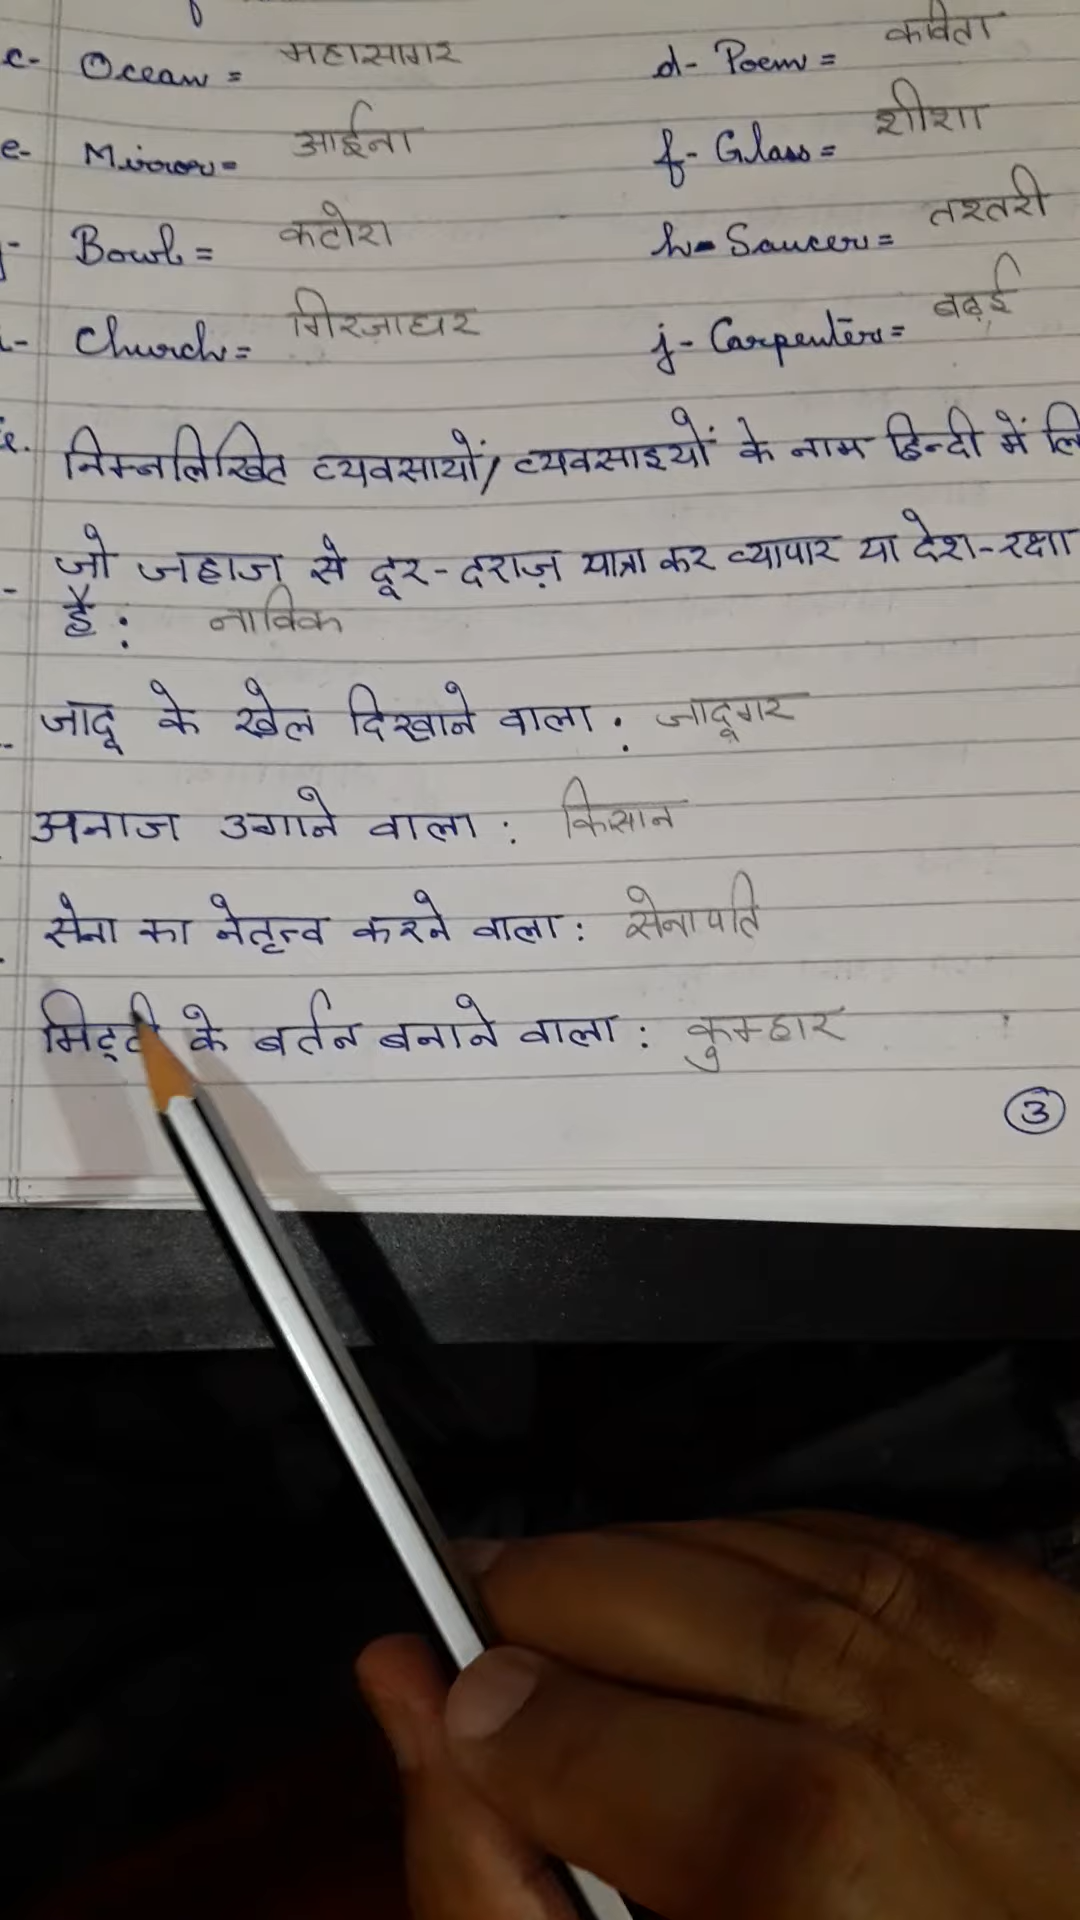 c- Ocean = महासागर d- Poem = कविता
e- Mirror = आईना f- Glass = शीशा
Bowl = कटोरा h- Saucer = तश्तरी
Church = गिरजाघर j- Carpenter = बढ़ई
निम्नलिखित व्यवसायों/व्यवसाइयों के नाम हिन्दी में लि
जो जहाज से दूर-दराज़ यात्रा कर व्यापार या देश-रक्षा
है: नाविक
जादू के खेल दिखाने वाला: जादूगर
अनाज उगाने वाला: किसान
सेना का नेतृत्व करने वाला: सेनापति
मिट्टी के बर्तन बनाने वाला: कुम्हार
3